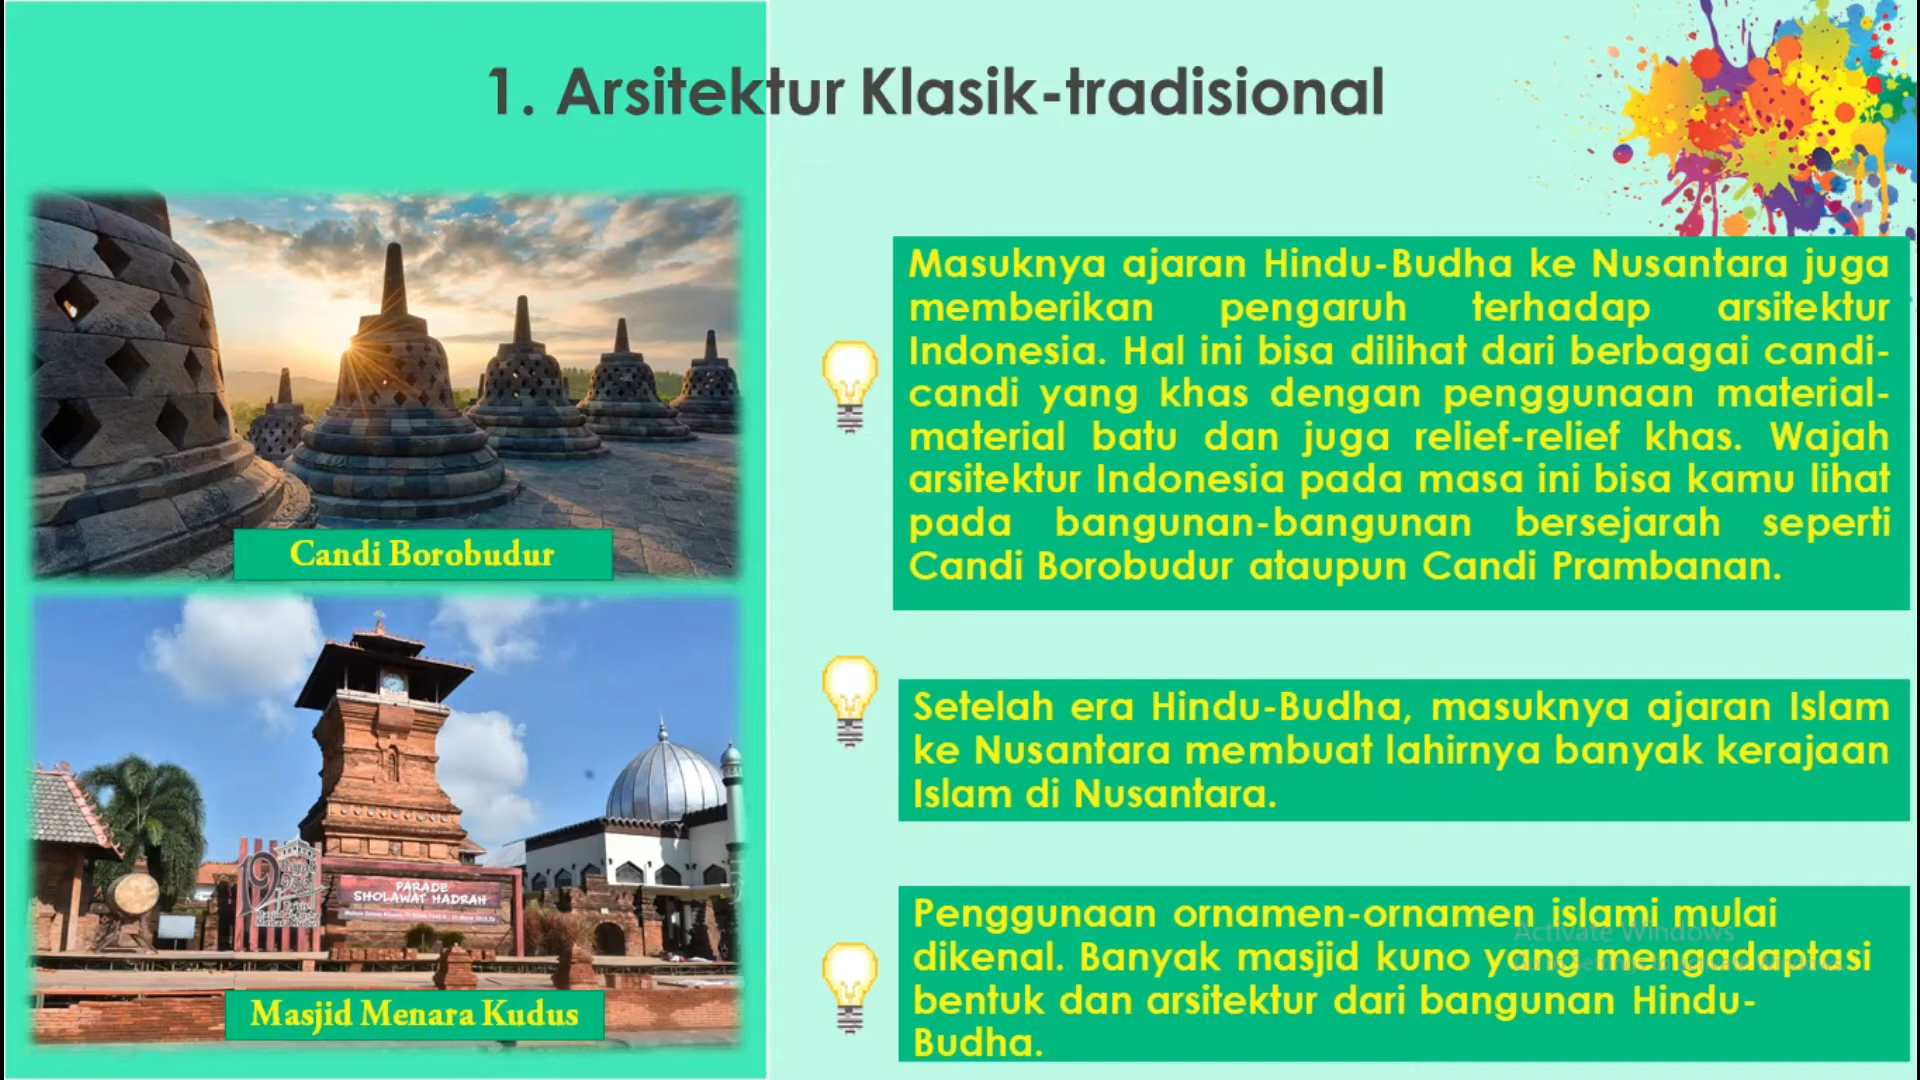 1. Arsitektur Klasik-tradisional
Masuknya ajaran Hindu-Budha ke Nusantara juga
memberikan pengaruh terhadap arsitektur
Indonesia. Hal ini bisa dilihat dari berbagai candi-
candi yang khas dengan penggunaan material-
material batu dan juga relief-relief khas. Wajah
arsitektur Indonesia pada masa ini bisa kamu lihat
pada bangunan-bangunan bersejarah seperti
Candi Borobudur ataupun Candi Prambanan.
Candi Borobudur
Setelah era Hindu-Budha, masuknya ajaran Islam
ke Nusantara membuat lahirnya banyak kerajaan
Islam di Nusantara.
PARADE
SHOLAWAT HADRAH
Masjid Menara Kudus
Penggunaan ornamen-ornamen islami mulai
dikenal. Banyak masjid kuno yang mengadaptasi
bentuk dan arsitektur dari bangunan Hindu-
Budha.
Activate Windows